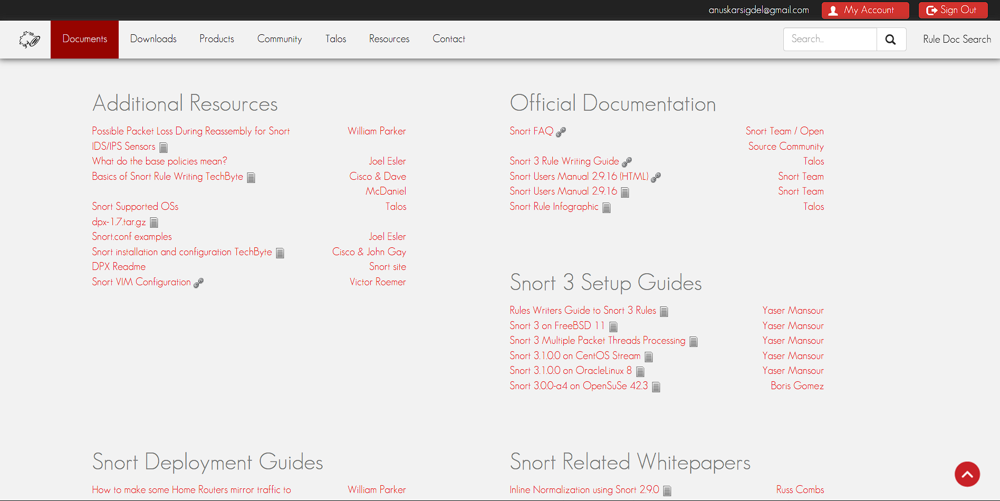 anuskarsigdel@gmail.com My Account Sign Out
Documents Downloads Products Community Talos Resources Contact Search... Rule Doc Search
Additional Resources
Possible Packet Loss During Reassembly for Snort William Parker
IDS/IPS Sensors
What do the base policies mean? Joel Esler
Basics of Snort Rule Writing TechByte Cisco & Dave
McDaniel
Snort Supported OSs Talos
dpx-1.7.tar.gz
Snort.conf examples Joel Esler
Snort installation and configuration TechByte Cisco & John Gay
DPX Readme Snort site
Snort VIM Configuration Victor Roemer
Official Documentation
Snort FAQ Snort Team / Open
Source Community
Snort 3 Rule Writing Guide Talos
Snort Users Manual 2.9.16 (HTML) Snort Team
Snort Users Manual 2.9.16 Snort Team
Snort Rule Infographic Talos
Snort 3 Setup Guides
Rules Writers Guide to Snort 3 Rules Yaser Mansour
Snort 3 on FreeBSD 11 Yaser Mansour
Snort 3 Multiple Packet Threads Processing Yaser Mansour
Snort 3.1.0.0 on CentOS Stream Yaser Mansour
Snort 3.1.0.0 on OracleLinux 8 Yaser Mansour
Snort 3.0.0-a4 on OpenSuSe 42.3 Boris Gomez
Snort Deployment Guides
How to make some Home Routers mirror traffic to William Parker
Snort Related Whitepapers
Inline Normalization using Snort 2.9.0 Russ Combs